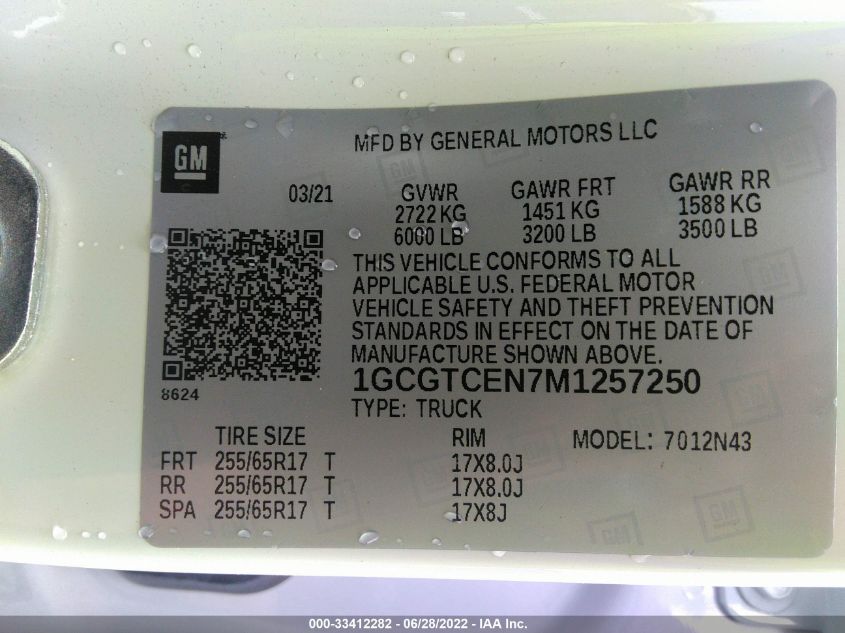 GM
MFD BY GENERAL MOTORS LLC
03/21
GVWR GAWR FRT GAWR RR
2722 KG 1451 KG 1588 KG
6000 LB 3200 LB 3500 LB
THIS VEHICLE CONFORMS TO ALL
APPLICABLE U.S. FEDERAL MOTOR
VEHICLE SAFETY AND THEFT PREVENTION
STANDARDS IN EFFECT ON THE DATE OF
MANUFACTURE SHOWN ABOVE.
1GCGTCEN7M1257250
8624
TYPE: TRUCK
TIRE SIZE RIM MODEL: 7012N43
FRT 255/65R17 T 17X8.0J
RR 255/65R17 T 17X8.0J
SPA 255/65R17 T 17X8J
000-33412282 - 06/28/2022 - IAA Inc.